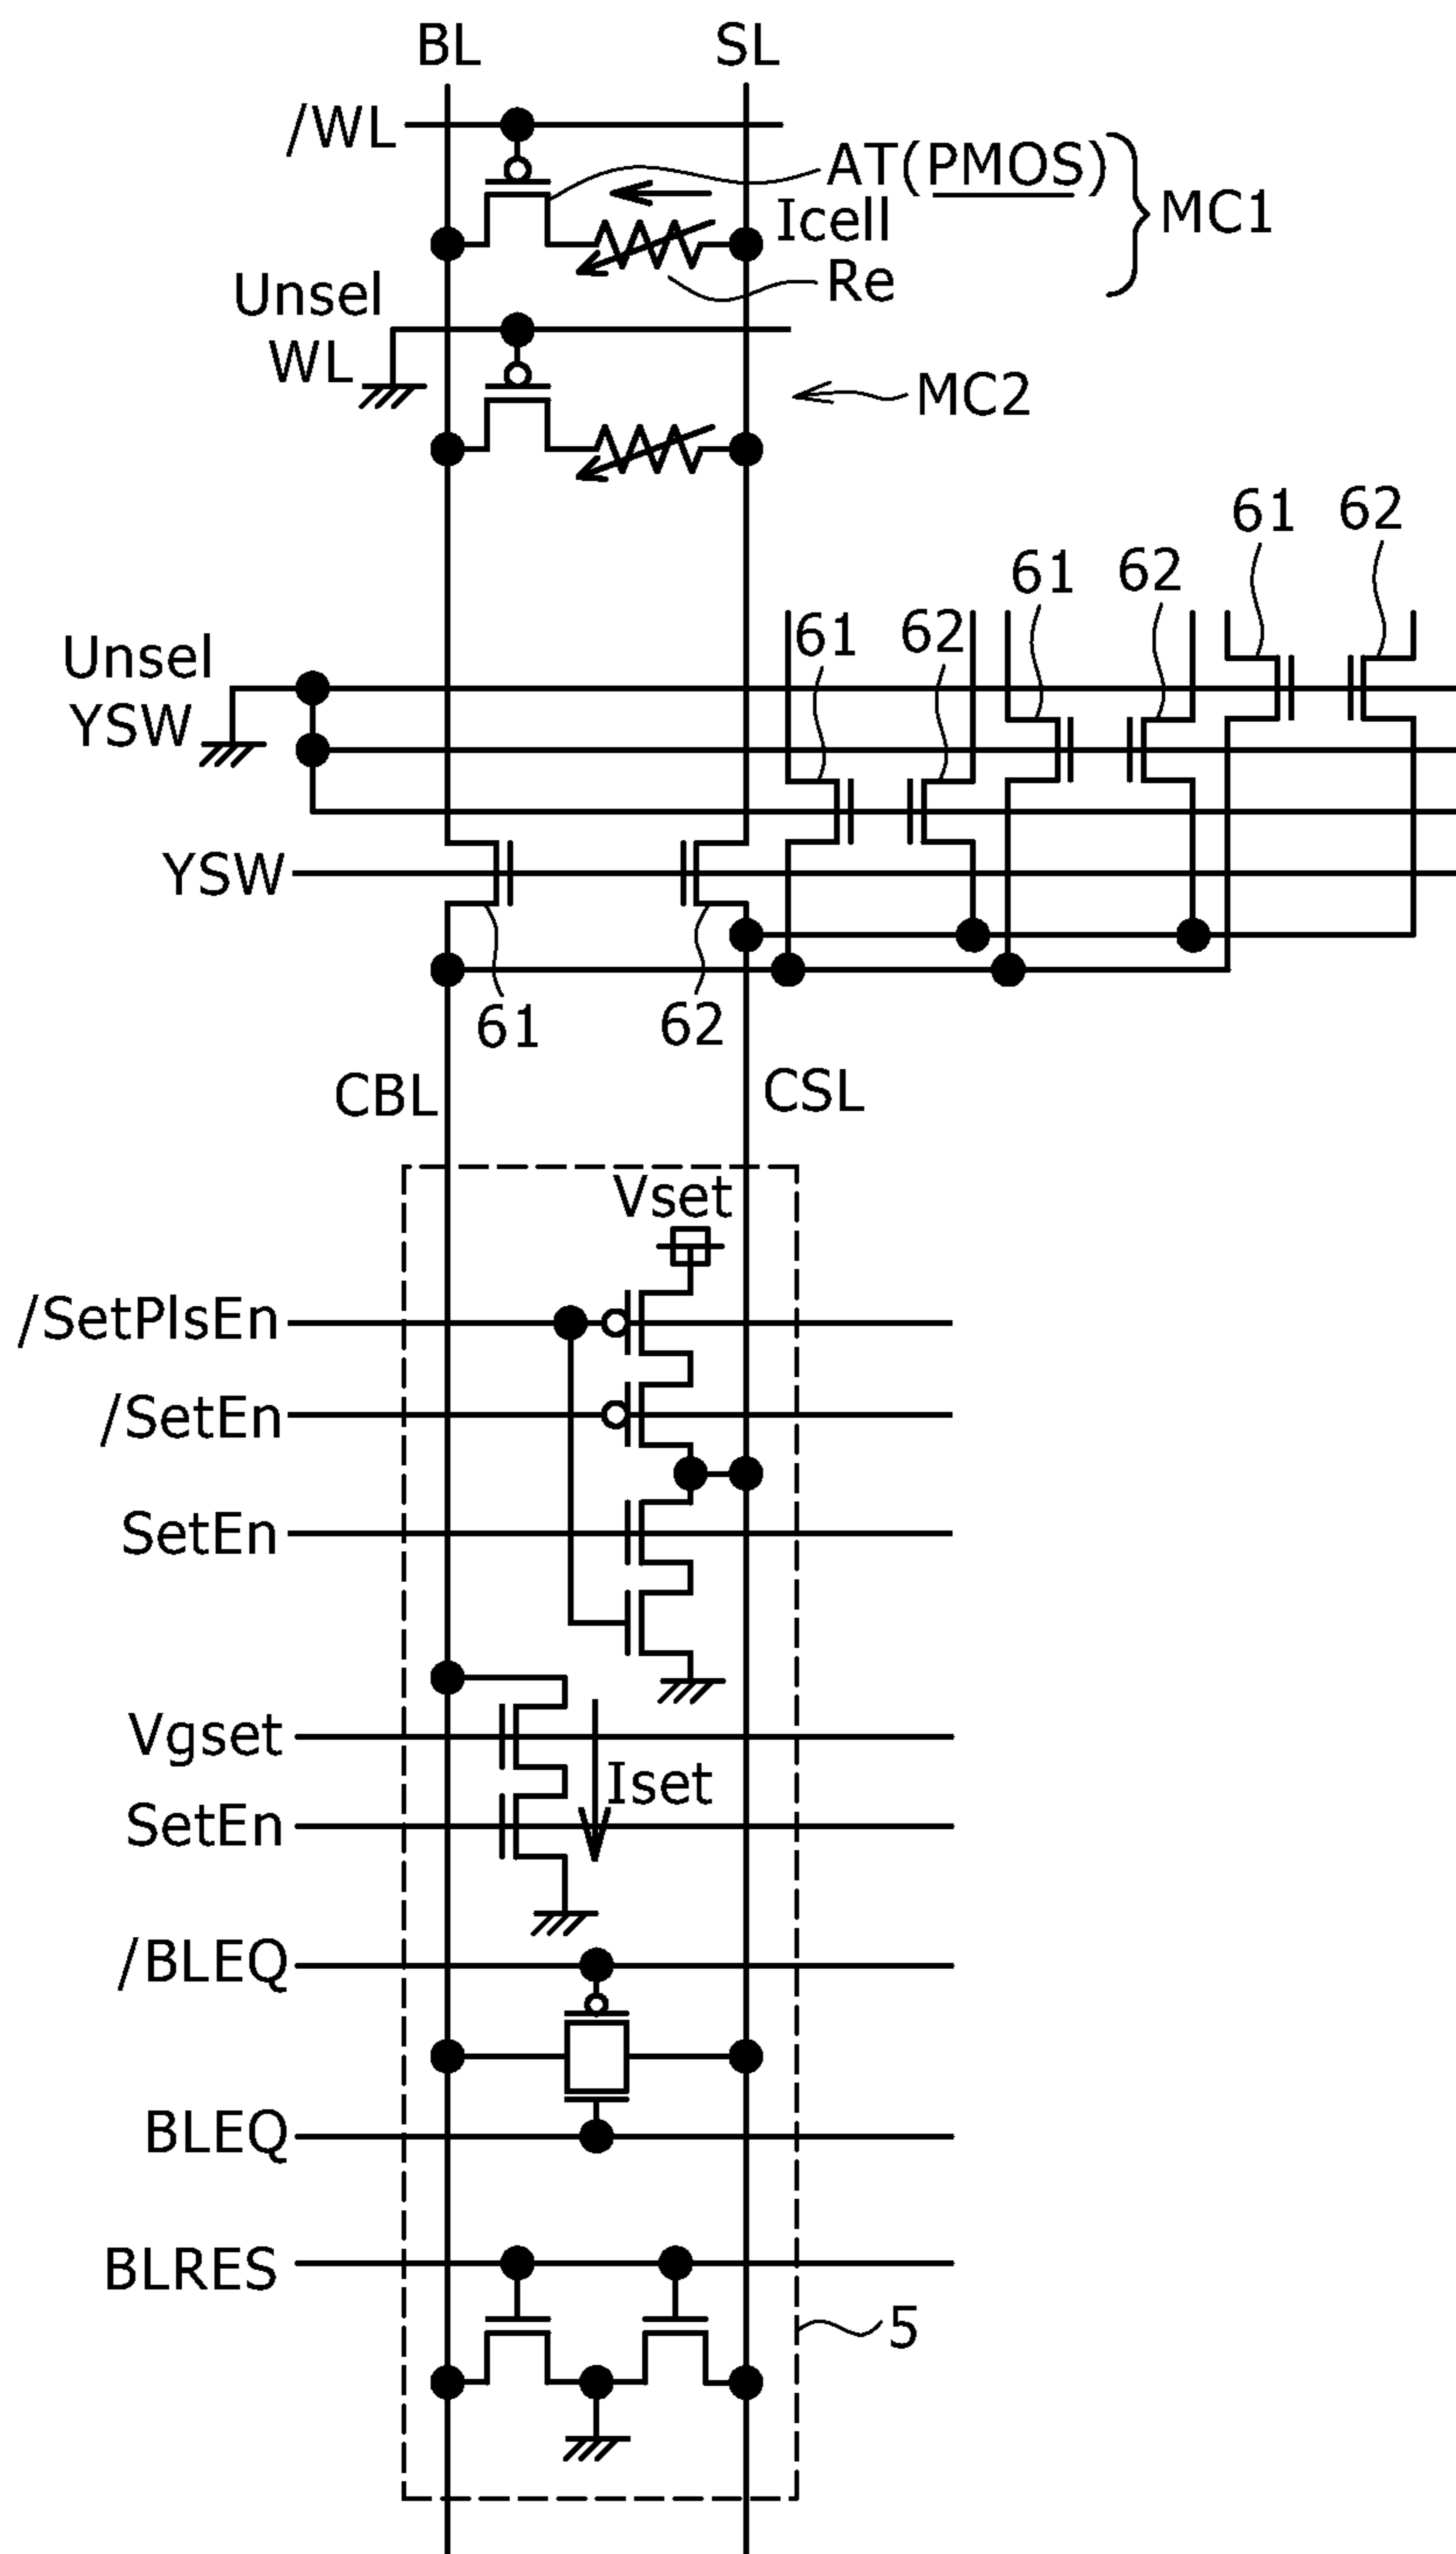 BL SL
/WL
AT(PMOS)
MC1
Icell
Re
Unsel
WL
MC2
61 62
61 62
61 62
Unsel
YSW
YSW
61 62
CBL CSL
Vset
/SetPlsEn
/SetEn
SetEn
Vgset
Iset
SetEn
/BLEQ
BLEQ
BLRES
5